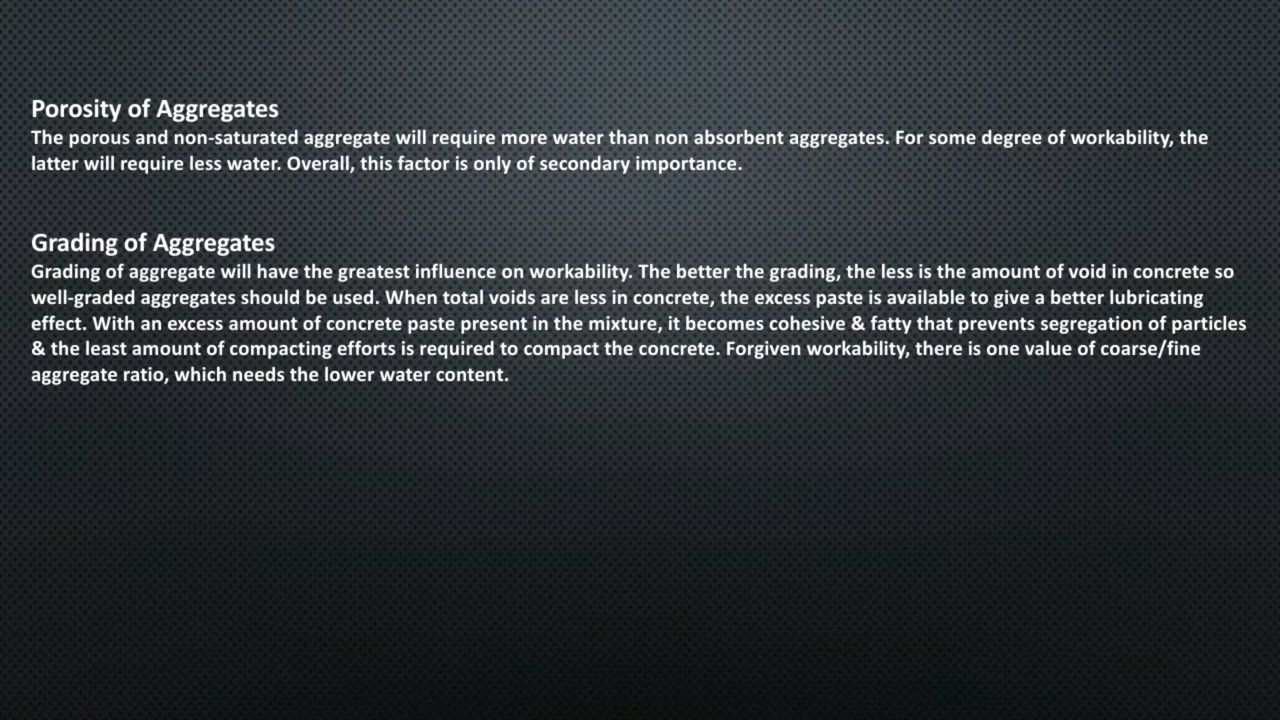 Porosity of Aggregates
The porous and non-saturated aggregate will require more water than non absorbent aggregates. For some degree of workability, the
latter will require less water. Overall, this factor is only of secondary importance.
Grading of Aggregates
Grading of aggregate will have the greatest influence on workability. The better the grading, the less is the amount of void in concrete so
well-graded aggregates should be used. When total voids are less in concrete, the excess paste is available to give a better lubricating
effect. With an excess amount of concrete paste present in the mixture, it becomes cohesive & fatty that prevents segregation of particles
& the least amount of compacting efforts is required to compact the concrete. Forgiven workability, there is one value of coarse/fine
aggregate ratio, which needs the lower water content.